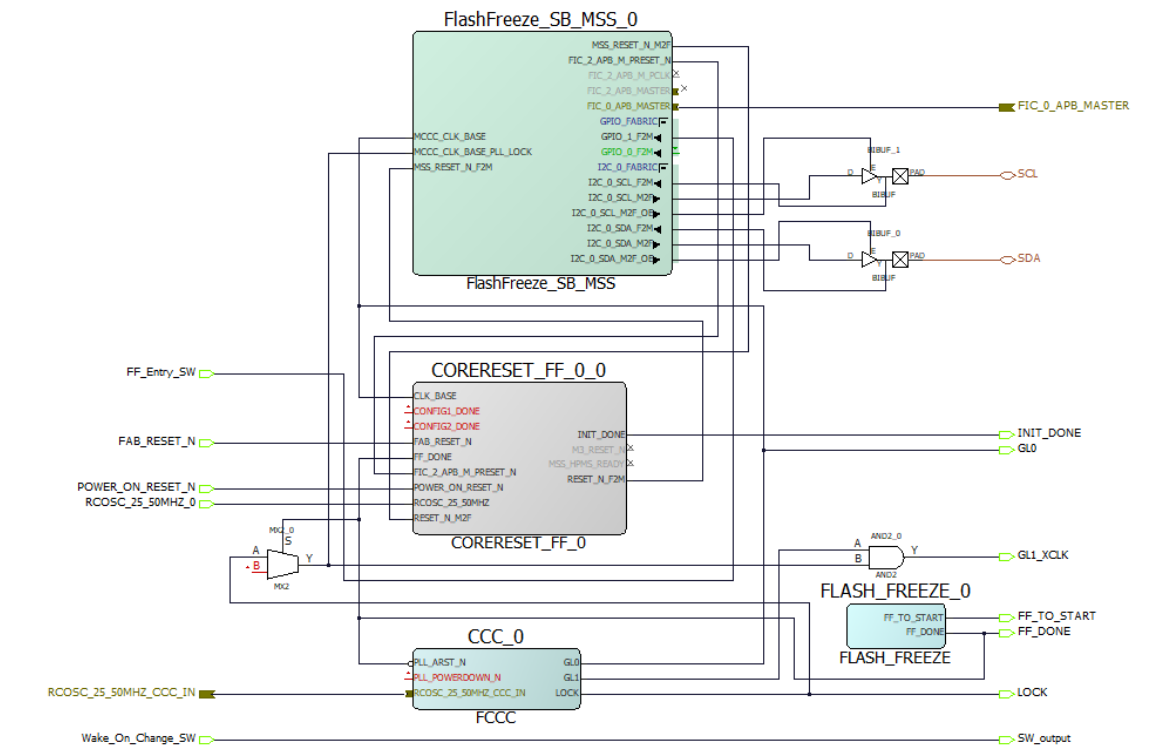 FlashFreeze_SB_MSS_0
MSS_RESET_N_M2F
FIC_2_APB_M_PRESET_N
FIC_2_APB_M_PCLK
FIC_2_APB_MASTER
FIC_0_APB_MASTER
FIC_0_APB_MASTER
GPIO_FABRIC
MCCC_CLK_BASE
GPIO_1_F2M
MCCC_CLK_BASE_PLL_LOCK
GPIO_0_F2M
MSS_RESET_N_F2M
I2C_0_FABRIC
I2C_0_SCL_F2M
I2C_0_SCL_M2F
I2C_0_SCL_M2F_OE
I2C_0_SDA_F2M
I2C_0_SDA_M2F
I2C_0_SDA_M2F_OE
FlashFreeze_SB_MSS
BIBUF_1
D
E
Y
PAD
SCL
BIBUF
BIBUF_0
D
E
Y
PAD
SDA
BIBUF
FF_Entry_SW
CORERESET_FF_0_0
CLK_BASE
CONFIG1_DONE
CONFIG2_DONE
FAB_RESET_N
FAB_RESET_N
FF_DONE
FIC_2_APB_M_PRESET_N
POWER_ON_RESET_N
POWER_ON_RESET_N
RCOSC_25_50MHZ_0
RCOSC_25_50MHZ
RESET_N_M2F
INIT_DONE
M3_RESET_N
MSS_HPMS_READY
RESET_N_F2M
CORERESET_FF_0
INIT_DONE
GL0
MX2_0
S
A
B
Y
MX2
AND2_0
A
B
Y
AND2
GL1_XCLK
FLASH_FREEZE_0
FF_TO_START
FF_DONE
FLASH_FREEZE
FF_TO_START
FF_DONE
CCC_0
PLL_ARST_N
GL0
PLL_POWERDOWN_N
GL1
RCOSC_25_50MHZ_CCC_IN
RCOSC_25_50MHZ_CCC_IN
LOCK
LOCK
FCCC
Wake_On_Change_SW
SW_output